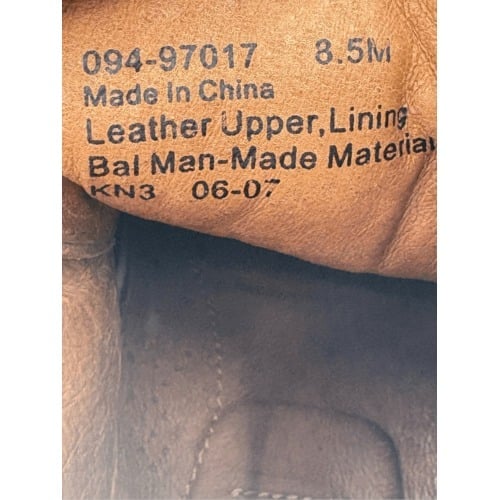 094-97017 8.5M
Made In China
Leather Upper, Lining
Bal Man-Made Material
KN3 06-07